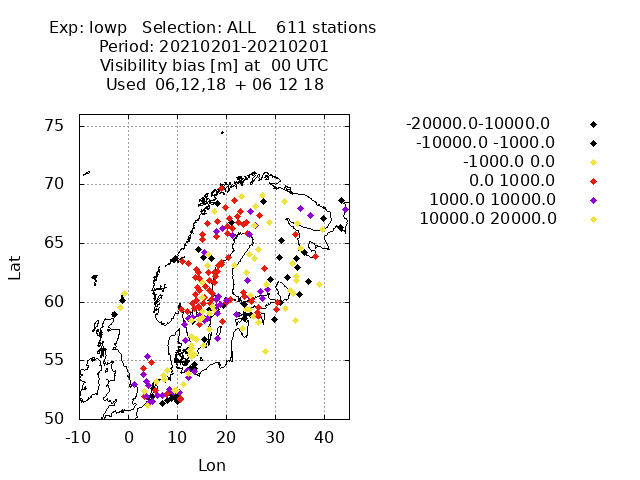 Exp: lowp   Selection: ALL    611 stations
Period: 20210201-20210201
Visibility bias [m] at  00 UTC
Used  06,12,18  + 06 12 18
-20000.0-10000.0
-10000.0 -1000.0
-1000.0 0.0
0.0 1000.0
1000.0 10000.0
10000.0 20000.0
75
70
65
60
55
50
Lat
-10 0 10 20 30 40
Lon